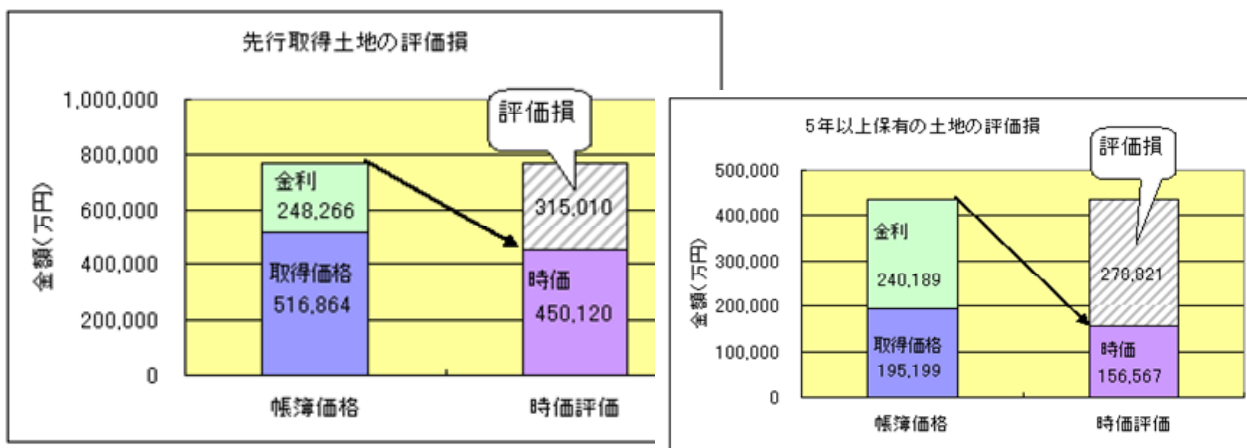 先行取得土地の評価損
1,000,000
800,000
600,000
400,000
200,000
0
金額(万円)
評価損
金利
248,266
315,010
取得価格
516,864
時価
450,120
帳簿価格
時価評価
5年以上保有の土地の評価損
500,000
400,000
300,000
200,000
100,000
0
金額(万円)
評価損
金利
240,189
278,821
取得価格
195,199
時価
156,567
帳簿価格
時価評価